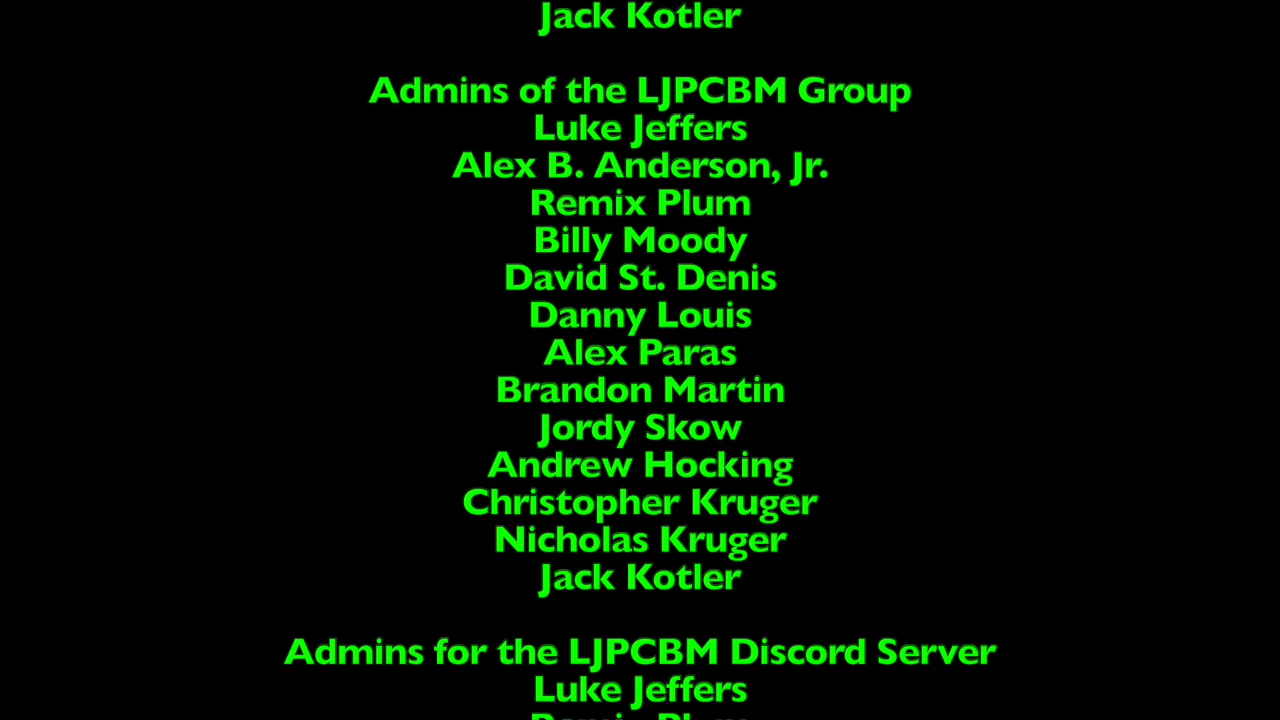 Jack Kotler
Admins of the LJPCBM Group
Luke Jeffers
Alex B. Anderson, Jr.
Remix Plum
Billy Moody
David St. Denis
Danny Louis
Alex Paras
Brandon Martin
Jordy Skow
Andrew Hocking
Christopher Kruger
Nicholas Kruger
Jack Kotler
Admins for the LJPCBM Discord Server
Luke Jeffers